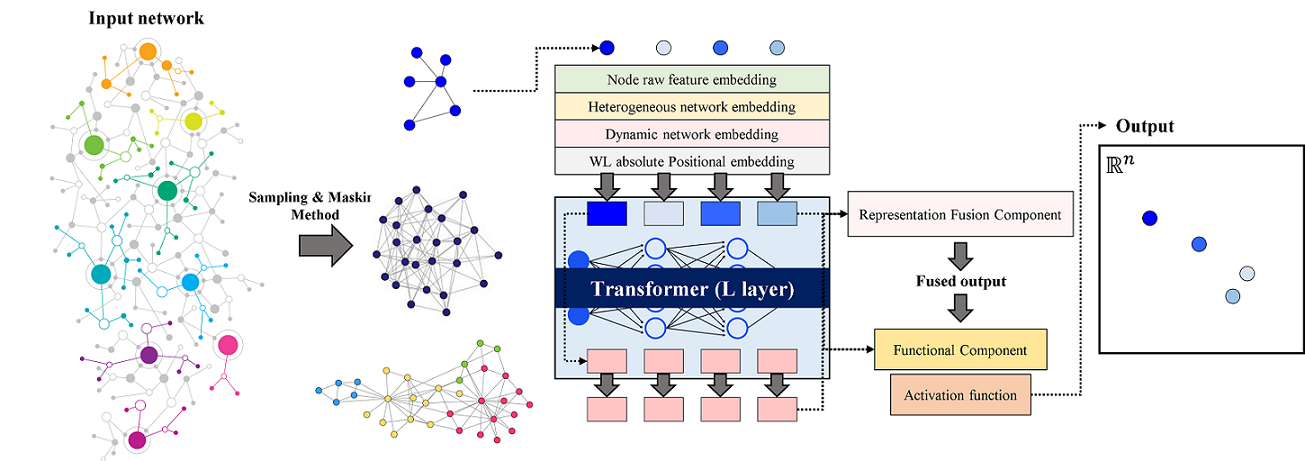 Input network
Sampling & Maskin
Method
Node raw feature embedding
Heterogeneous network embedding
Dynamic network embedding
WL absolute Positional embedding
Transformer (L layer)
Representation Fusion Component
Fused output
Functional Component
Activation function
Output
ℝⁿ